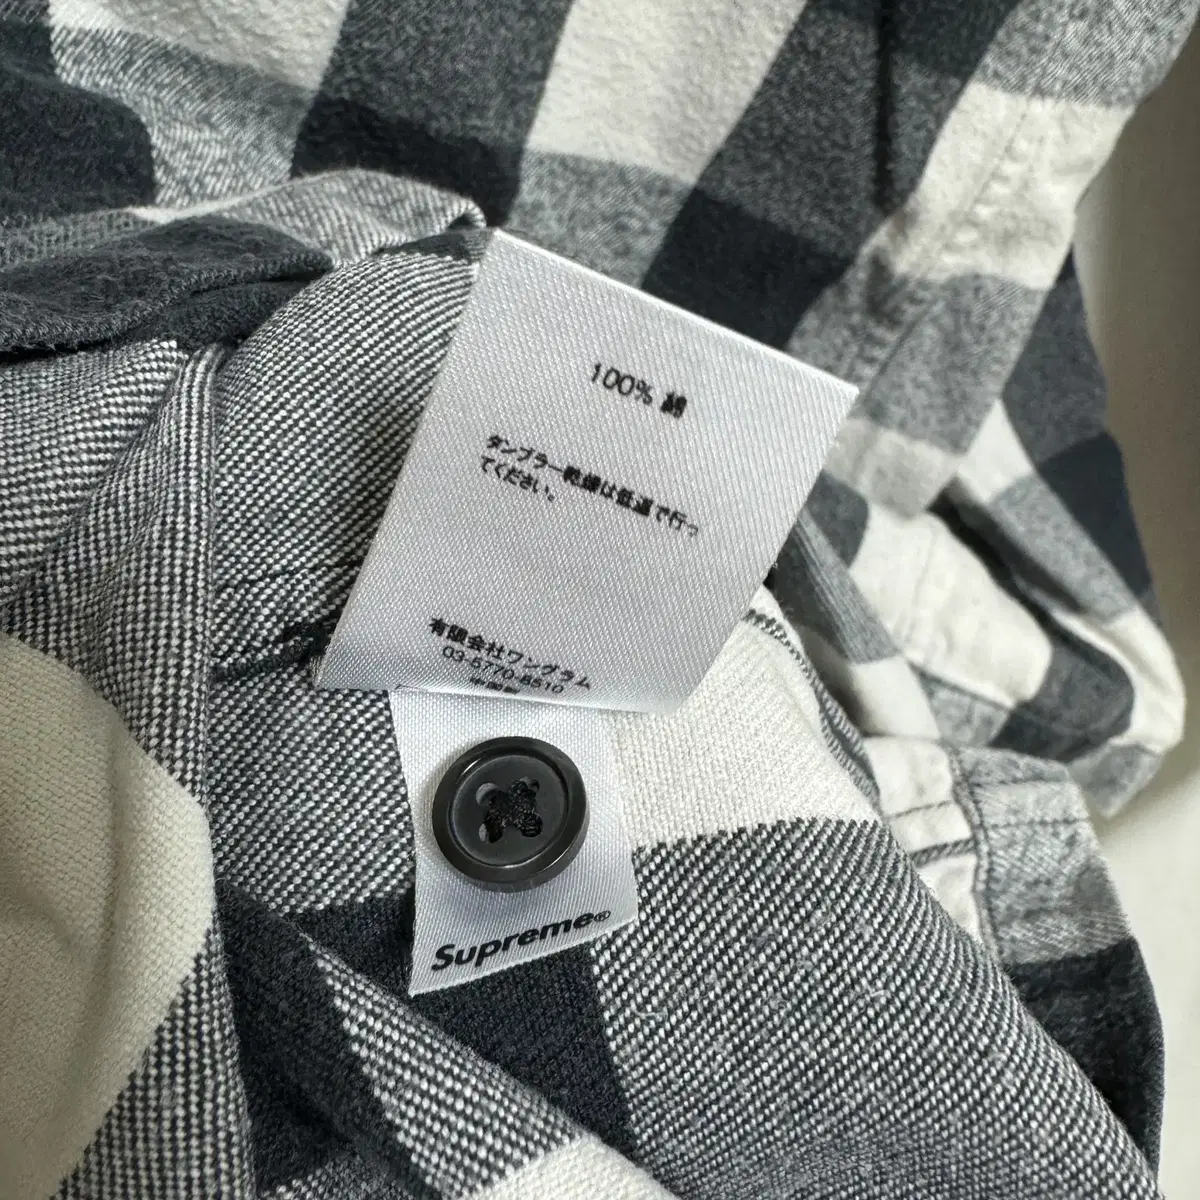 100% 綿
タンブラー乾燥は低温で行っ
てください。
有限会社ワングラム
03-5770-8510
Supreme®